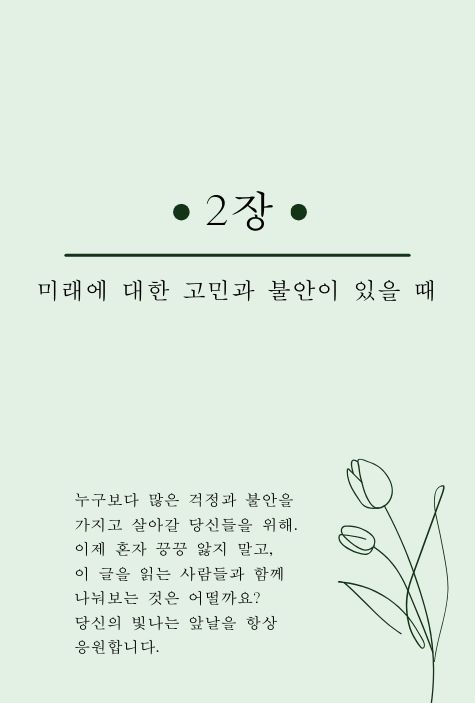 • 2장 •
미래에 대한 고민과 불안이 있을 때
누구보다 많은 걱정과 불안을
가지고 살아갈 당신들을 위해.
이제 혼자 끙끙 앓지 말고,
이 글을 읽는 사람들과 함께
나눠보는 것은 어떨까요?
당신의 빛나는 앞날을 항상
응원합니다.